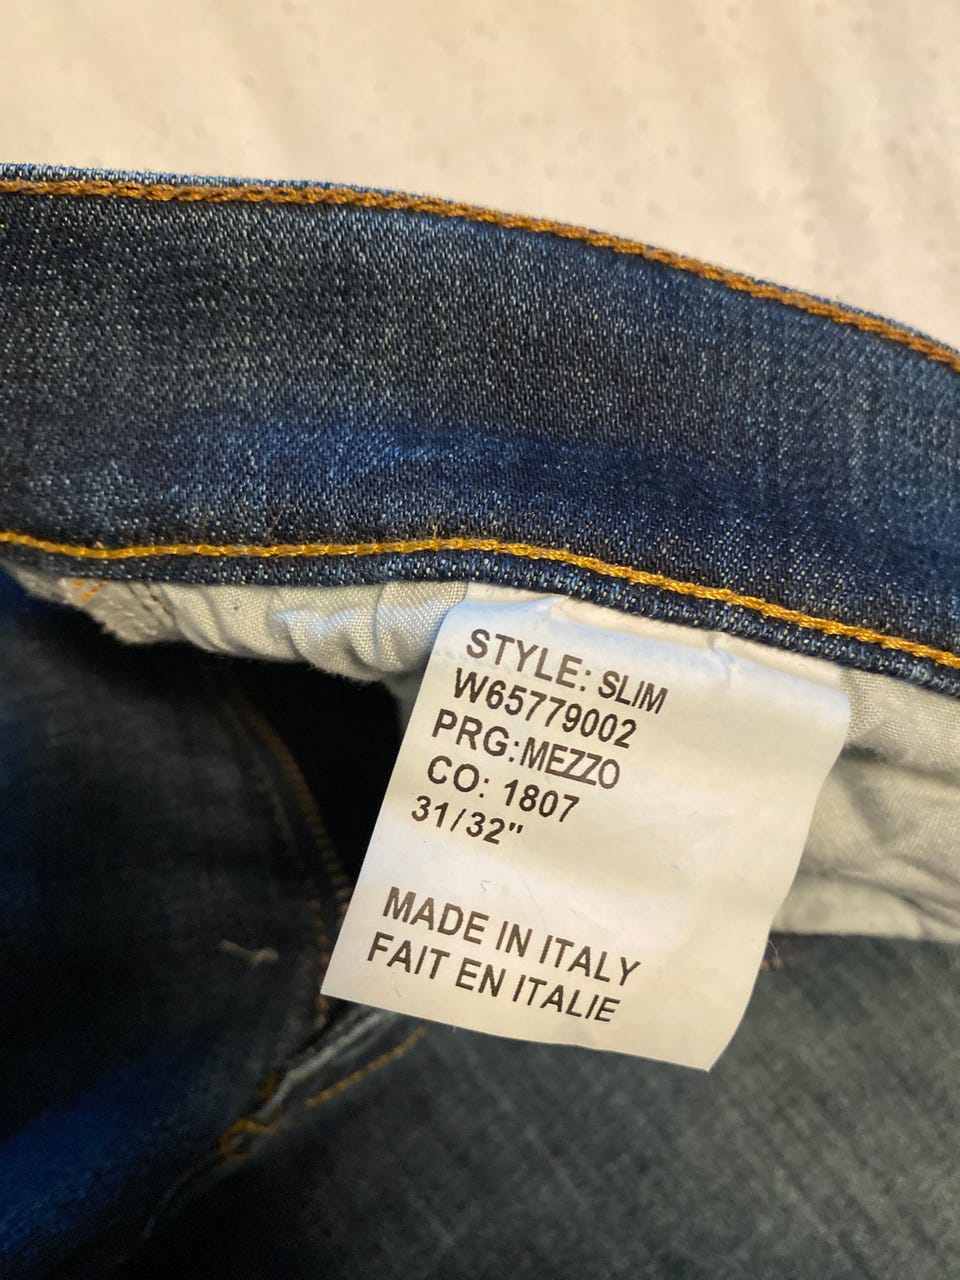 STYLE: SLIM
W65779002
PRG:MEZZO
CO: 1807
31/32"
MADE IN ITALY
FAIT EN ITALIE